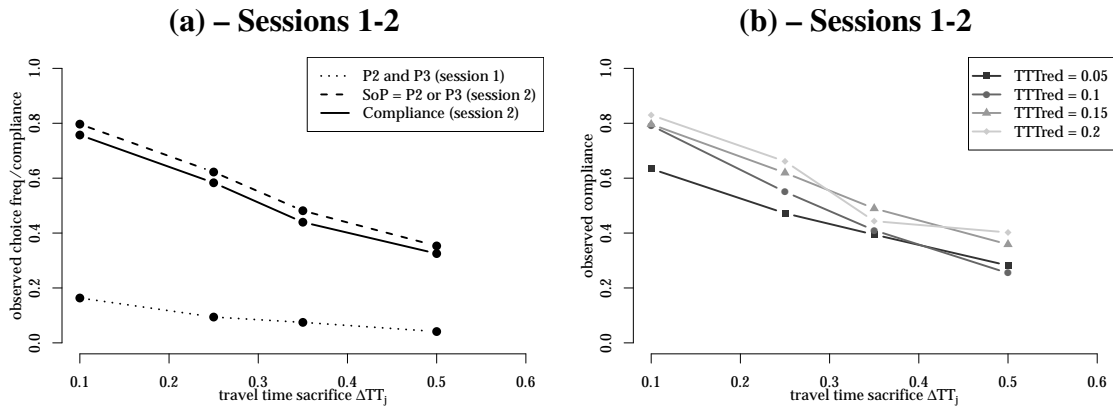 (a) – Sessions 1-2
observed choice freq/compliance
1.0
0.8
0.6
0.4
0.2
0.0
P2 and P3 (session 1)
SoP = P2 or P3 (session 2)
Compliance (session 2)
0.1 0.2 0.3 0.4 0.5 0.6
travel time sacrifice ΔTTj
(b) – Sessions 1-2
observed compliance
1.0
0.8
0.6
0.4
0.2
0.0
TTTred = 0.05
TTTred = 0.1
TTTred = 0.15
TTTred = 0.2
0.1 0.2 0.3 0.4 0.5 0.6
travel time sacrifice ΔTTj